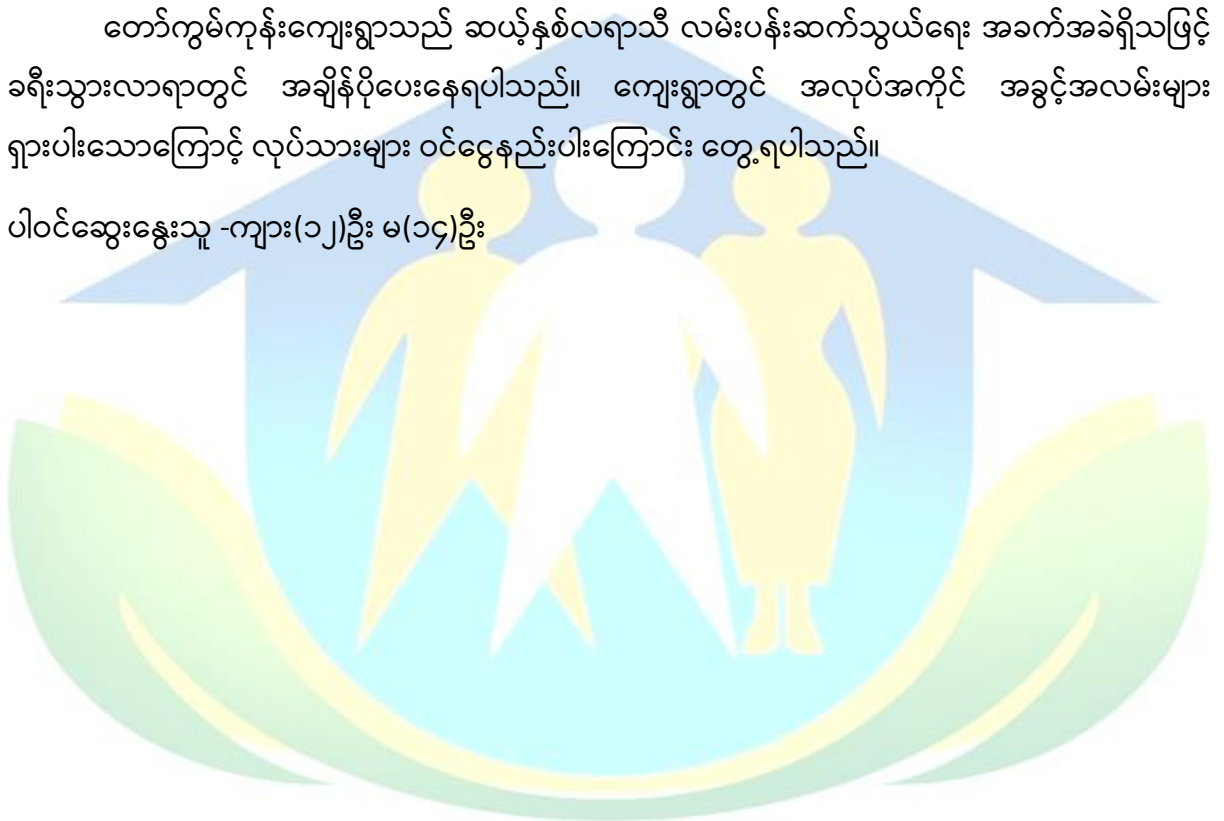 တော်ကွမ်ကုန်းကျေးရွာသည် ဆယ့်နှစ်လရာသီ လမ်းပန်းဆက်သွယ်ရေး အခက်အခဲရှိသဖြင့်
ခရီးသွားလာရာတွင် အချိန်ပိုပေးနေရပါသည်။ ကျေးရွာတွင် အလုပ်အကိုင် အခွင့်အလမ်းများ
ရှားပါးသောကြောင့် လုပ်သားများ ဝင်ငွေနည်းပါးကြောင်း တွေ့ရပါသည်။
ပါဝင်ဆွေးနွေးသူ -ကျား(၁၂)ဦး မ(၁၄)ဦး